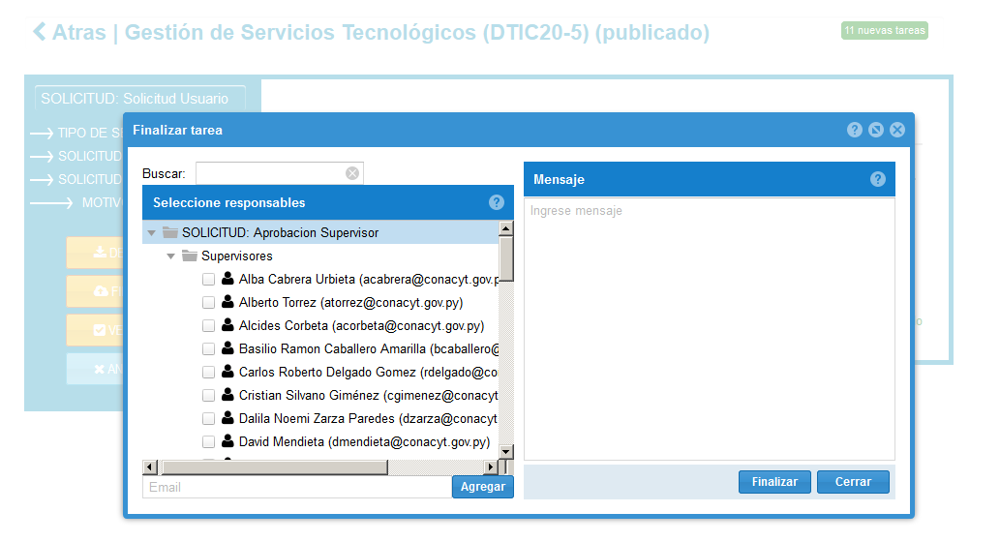 Atras | Gestión de Servicios Tecnológicos (DTIC20-5) (publicado)
11 nuevas tareas
SOLICITUD: Solicitud Usuario
TIPO DE S
SOLICITUD
SOLICITUD
MOTIV
DE
FI
VE
AN
Finalizar tarea
Buscar:
Seleccione responsables
SOLICITUD: Aprobacion Supervisor
Supervisores
Alba Cabrera Urbieta (acabrera@conacyt.gov.p
Alberto Torrez (atorrez@conacyt.gov.py)
Alcides Corbeta (acorbeta@conacyt.gov.py)
Basilio Ramon Caballero Amarilla (bcaballero@
Carlos Roberto Delgado Gomez (rdelgado@co
Cristian Silvano Giménez (cgimenez@conacyt
Dalila Noemi Zarza Paredes (dzarza@conacyt
David Mendieta (dmendieta@conacyt.gov.py)
Email
Agregar
Mensaje
Ingrese mensaje
Finalizar
Cerrar